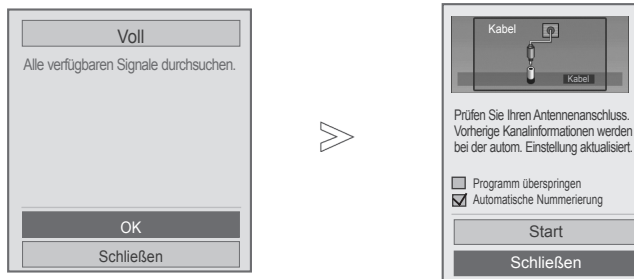 Voll
Alle verfügbaren Signale durchsuchen.
OK
Schließen
Kabel
Kabel
Prüfen Sie Ihren Antennenanschluss.
Vorherige Kanalinformationen werden
bei der autom. Einstellung aktualisiert.
Programm überspringen
Automatische Nummerierung
Start
Schließen